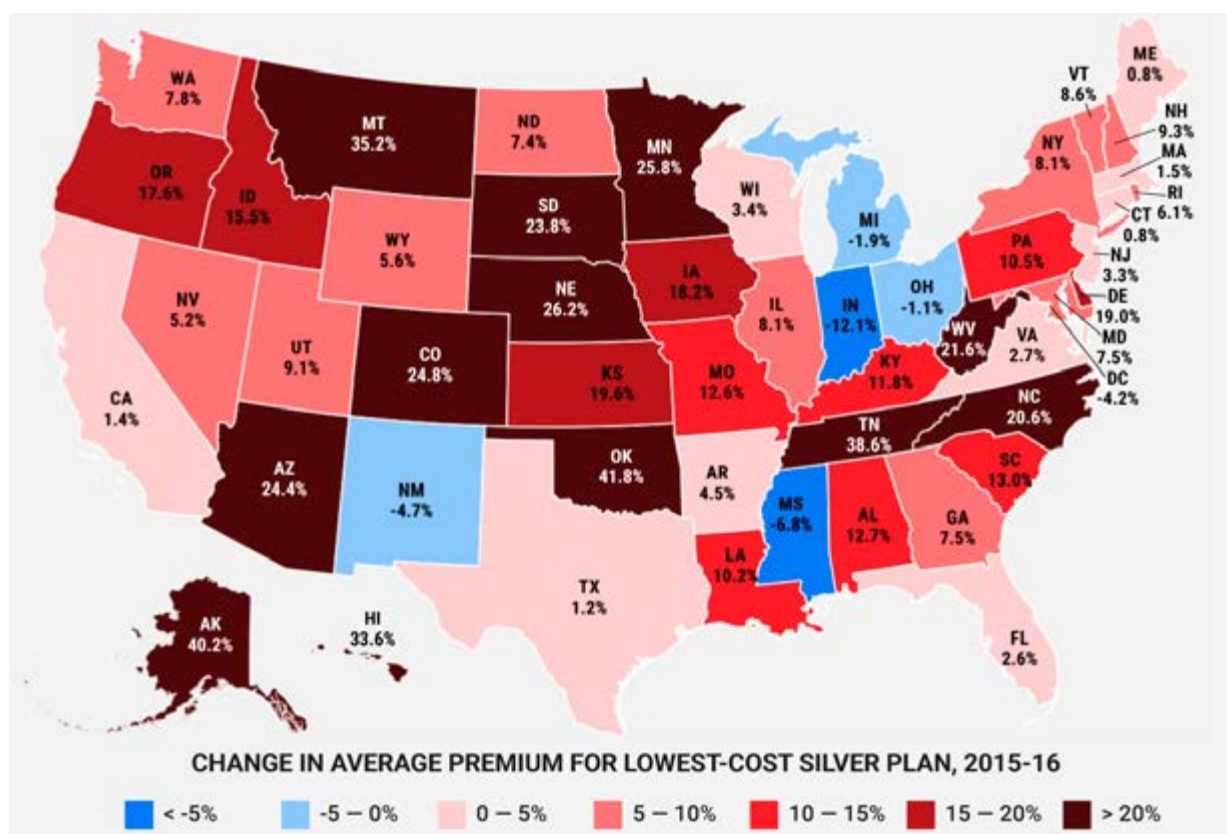 WA
7.8%
OR
17.6%
ID
15.5%
MT
35.2%
ND
7.4%
MN
25.8%
SD
23.8%
WY
5.6%
NE
26.2%
NV
5.2%
UT
9.1%
CO
24.8%
CA
1.4%
AZ
24.4%
NM
-4.7%
KS
19.6%
OK
41.8%
TX
1.2%
IA
18.2%
MO
12.6%
AR
4.5%
LA
10.2%
WI
3.4%
IL
8.1%
MI
-1.9%
IN
-12.1%
OH
-1.1%
KY
11.8%
TN
38.6%
MS
-6.8%
AL
12.7%
GA
7.5%
FL
2.6%
SC
13.0%
NC
20.6%
VA
2.7%
WV
21.6%
PA
10.5%
NY
8.1%
VT
8.6%
ME
0.8%
NH
9.3%
MA
1.5%
RI
6.1%
CT
0.8%
NJ
3.3%
DE
19.0%
MD
7.5%
DC
-4.2%
AK
40.2%
HI
33.6%
CHANGE IN AVERAGE PREMIUM FOR LOWEST-COST SILVER PLAN, 2015-16
< -5% -5 — 0% 0 — 5% 5 — 10% 10 — 15% 15 — 20% > 20%